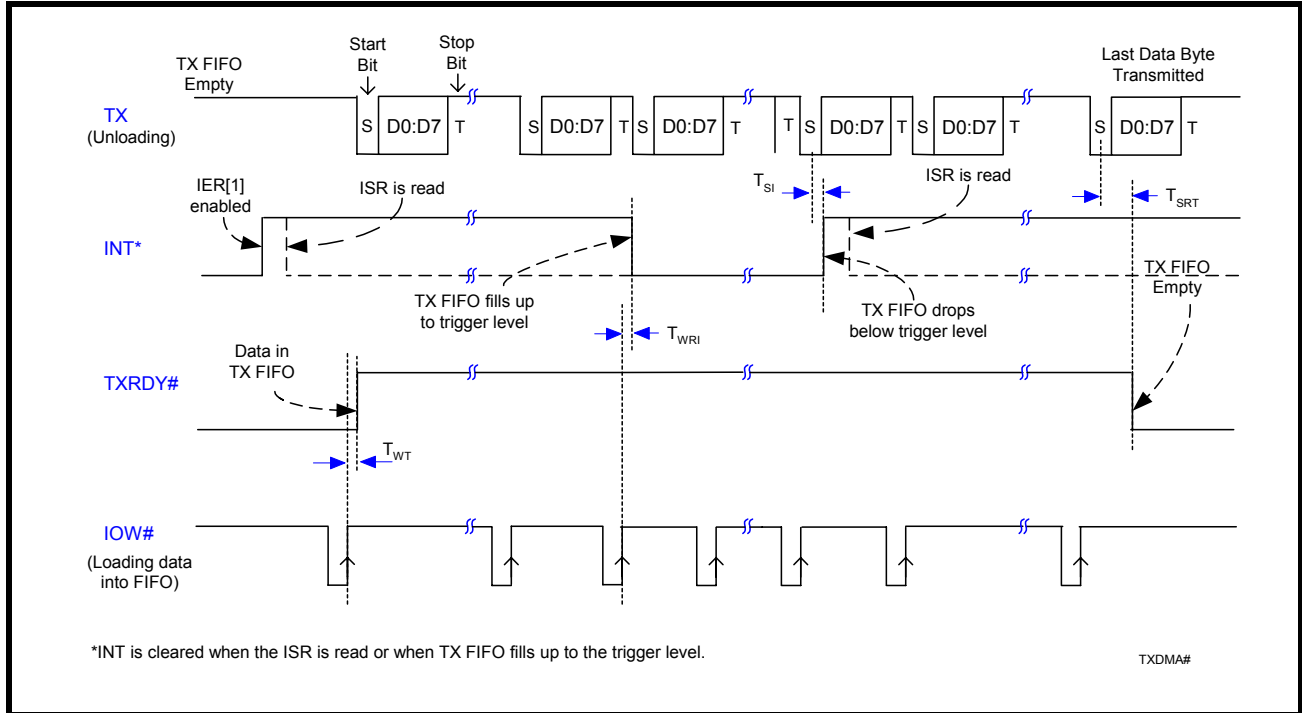 Start
Bit
Stop
Bit
TX FIFO
Empty
Last Data Byte
Transmitted
TX
(Unloading)
S D0:D7 T S D0:D7 T S D0:D7 T T S D0:D7 T S D0:D7 T S D0:D7 T
IER[1]
enabled
ISR is read
TSI
ISR is read
TSRT
INT*
TX FIFO fills up
to trigger level
TX FIFO drops
below trigger level
TX FIFO
Empty
TWRI
Data in
TX FIFO
TXRDY#
TWT
IOW#
(Loading data
into FIFO)
*INT is cleared when the ISR is read or when TX FIFO fills up to the trigger level.
TXDMA#